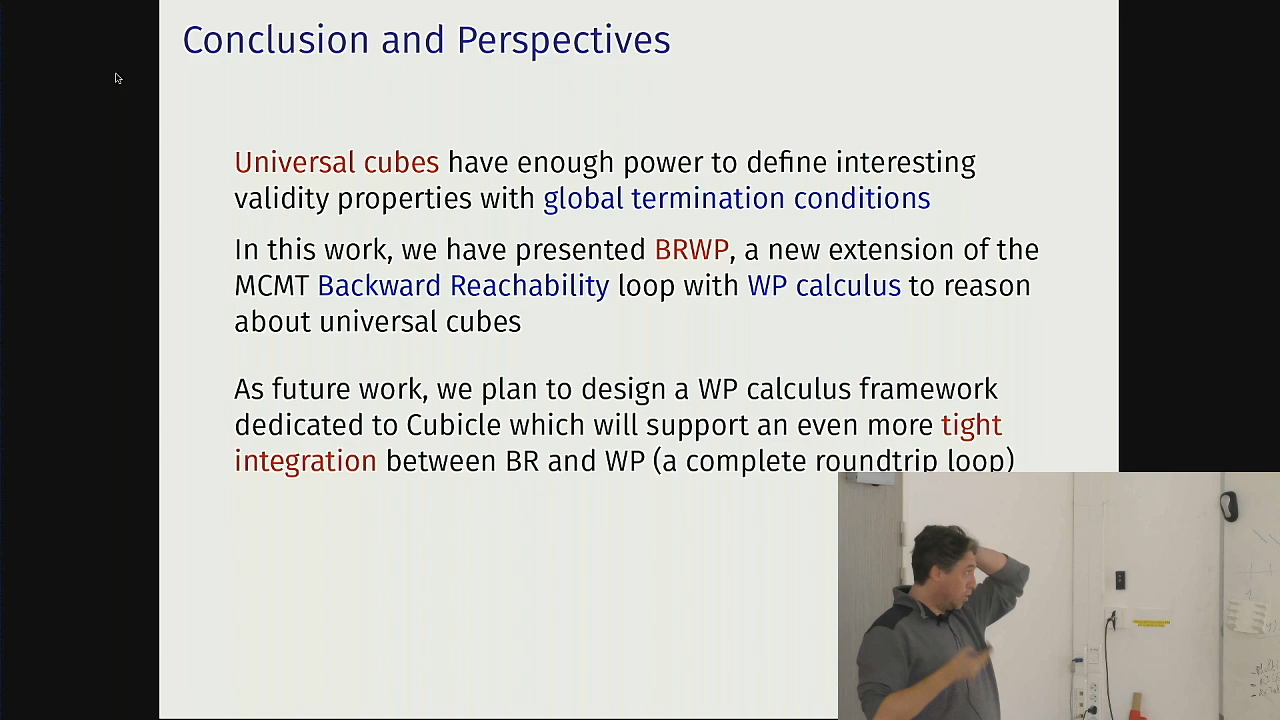 Conclusion and Perspectives
Universal cubes have enough power to define interesting
validity properties with global termination conditions
In this work, we have presented BRWP, a new extension of the
MCMT Backward Reachability loop with WP calculus to reason
about universal cubes
As future work, we plan to design a WP calculus framework
dedicated to Cubicle which will support an even more tight
integration between BR and WP (a complete roundtrip loop)